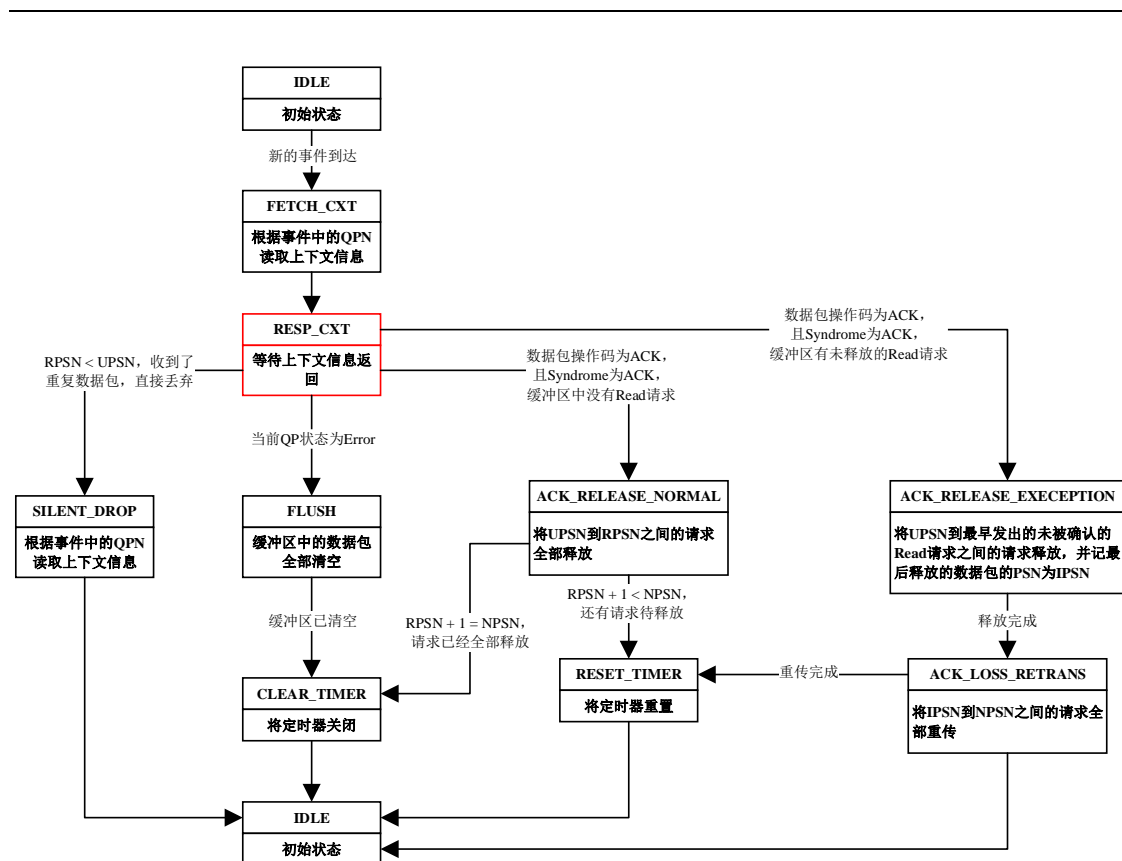 IDLE
初始状态
新的事件到达
FETCH_CXT
根据事件中的QPN
读取上下文信息
RESP_CXT
等待上下文信息返
回
RPSN < UPSN，收到了
重复数据包，直接丢弃
当前QP状态为Error
数据包操作码为ACK，
且Syndrome为ACK，
缓冲区中没有Read请求
数据包操作码为ACK，
且Syndrome为ACK，
缓冲区有未释放的Read请求
SILENT_DROP
根据事件中的QPN
读取上下文信息
FLUSH
缓冲区中的数据包
全部清空
ACK_RELEASE_NORMAL
将UPSN到RPSN之间的请求
全部释放
ACK_RELEASE_EXECEPTION
将UPSN到最早发出的未被确认的
Read请求之间的请求释放，并记最
后释放的数据包的PSN为IPSN
缓冲区已清空
RPSN + 1 = NPSN，
请求已经全部释放
RPSN + 1 < NPSN，
还有请求待释放
释放完成
CLEAR_TIMER
将定时器关闭
RESET_TIMER
将定时器重置
重传完成
ACK_LOSS_RETRANS
将IPSN到NPSN之间的请求全
部重传
IDLE
初始状态